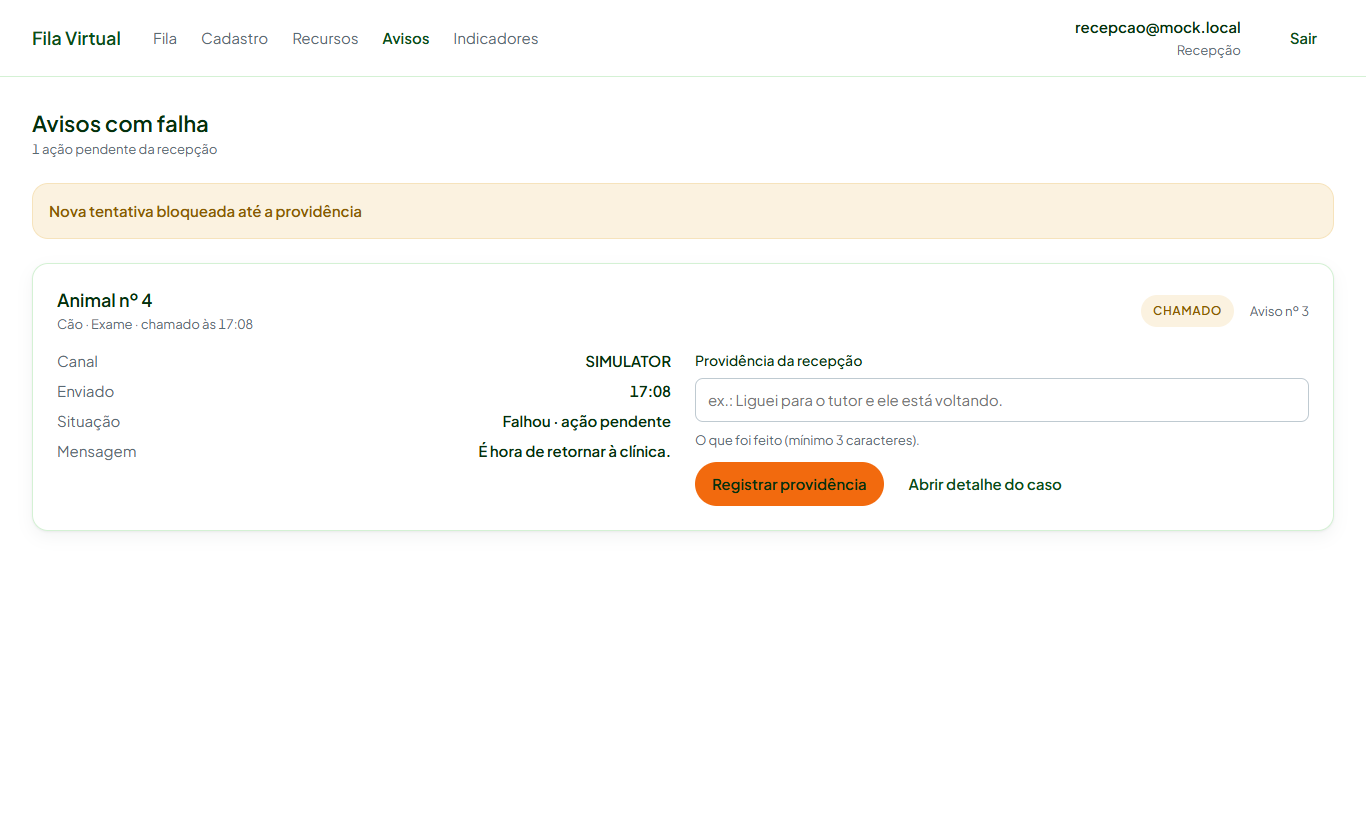 Fila Virtual
Fila
Cadastro
Recursos
Avisos
Indicadores
recepcao@mock.local
Recepção
Sair
Avisos com falha
1 ação pendente da recepção
Nova tentativa bloqueada até a providência
Animal nº 4
Cão · Exame · chamado às 17:08
CHAMADO
Aviso nº 3
Canal SIMULATOR
Enviado 17:08
Situação Falhou · ação pendente
Mensagem É hora de retornar à clínica.
Providência da recepção
ex.: Liguei para o tutor e ele está voltando.
O que foi feito (mínimo 3 caracteres).
Registrar providência
Abrir detalhe do caso